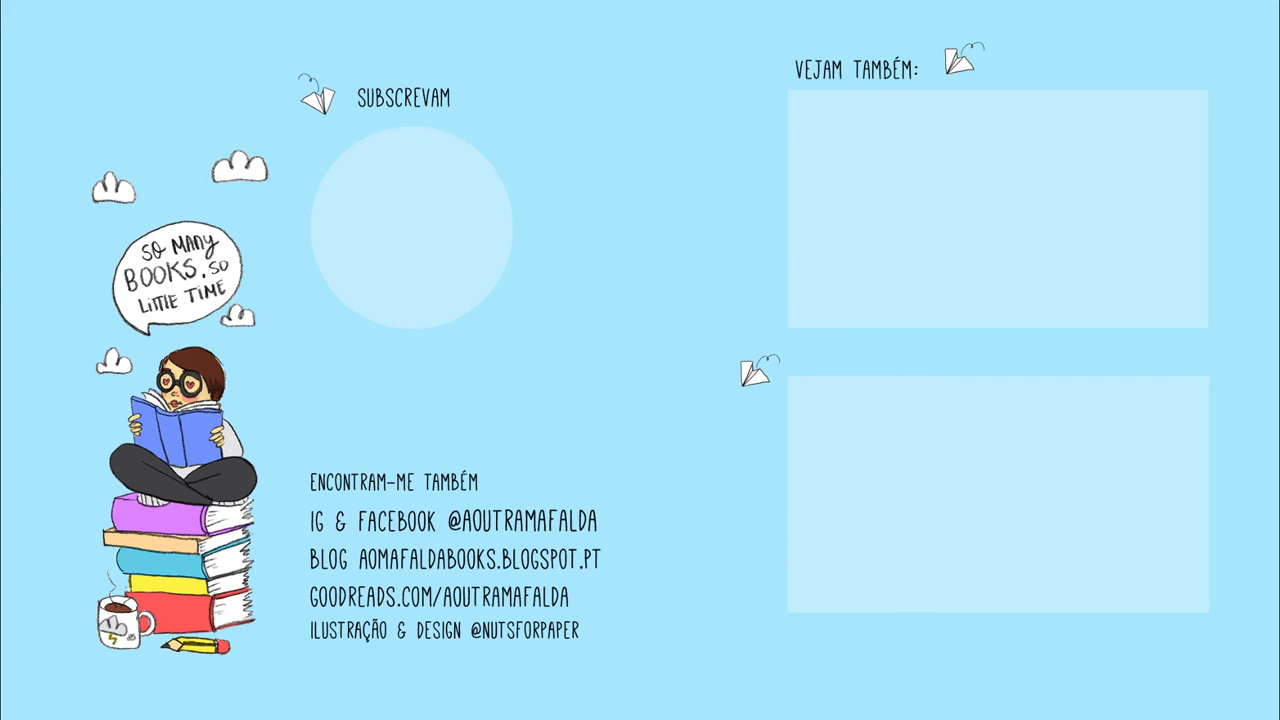 SUBSCREVAM
VEJAM TAMBÉM:
SO MANY
BOOKS, SO
LITTLE TIME
ENCONTRAM-ME TAMBÉM
IG & FACEBOOK @AOUTRAMAFALDA
BLOG AOMAFALDABOOKS.BLOGSPOT.PT
GOODREADS.COM/AOUTRAMAFALDA
ILUSTRAÇÃO & DESIGN @NUTSFORPAPER